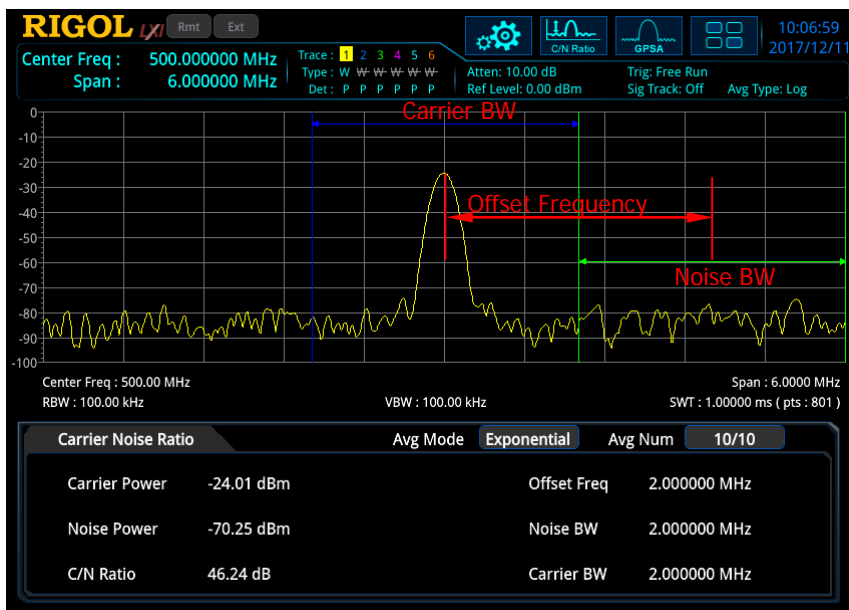 RIGOL LXI Rmt Ext
C/N Ratio
GPSA
10:06:59
2017/12/11
Center Freq : 500.000000 MHz
Span : 6.000000 MHz
Trace : 1 2 3 4 5 6
Type : W W W W W W
Det : P P P P P P
Atten: 10.00 dB
Ref Level: 0.00 dBm
Trig: Free Run
Sig Track: Off
Avg Type: Log
Carrier BW
Offset Frequency
Noise BW
0
-10
-20
-30
-40
-50
-60
-70
-80
-90
-100
Center Freq : 500.00 MHz
Span : 6.0000 MHz
RBW : 100.00 kHz
VBW : 100.00 kHz
SWT : 1.00000 ms ( pts : 801 )
Carrier Noise Ratio
Avg Mode Exponential
Avg Num 10/10
Carrier Power -24.01 dBm
Offset Freq 2.000000 MHz
Noise Power -70.25 dBm
Noise BW 2.000000 MHz
C/N Ratio 46.24 dB
Carrier BW 2.000000 MHz